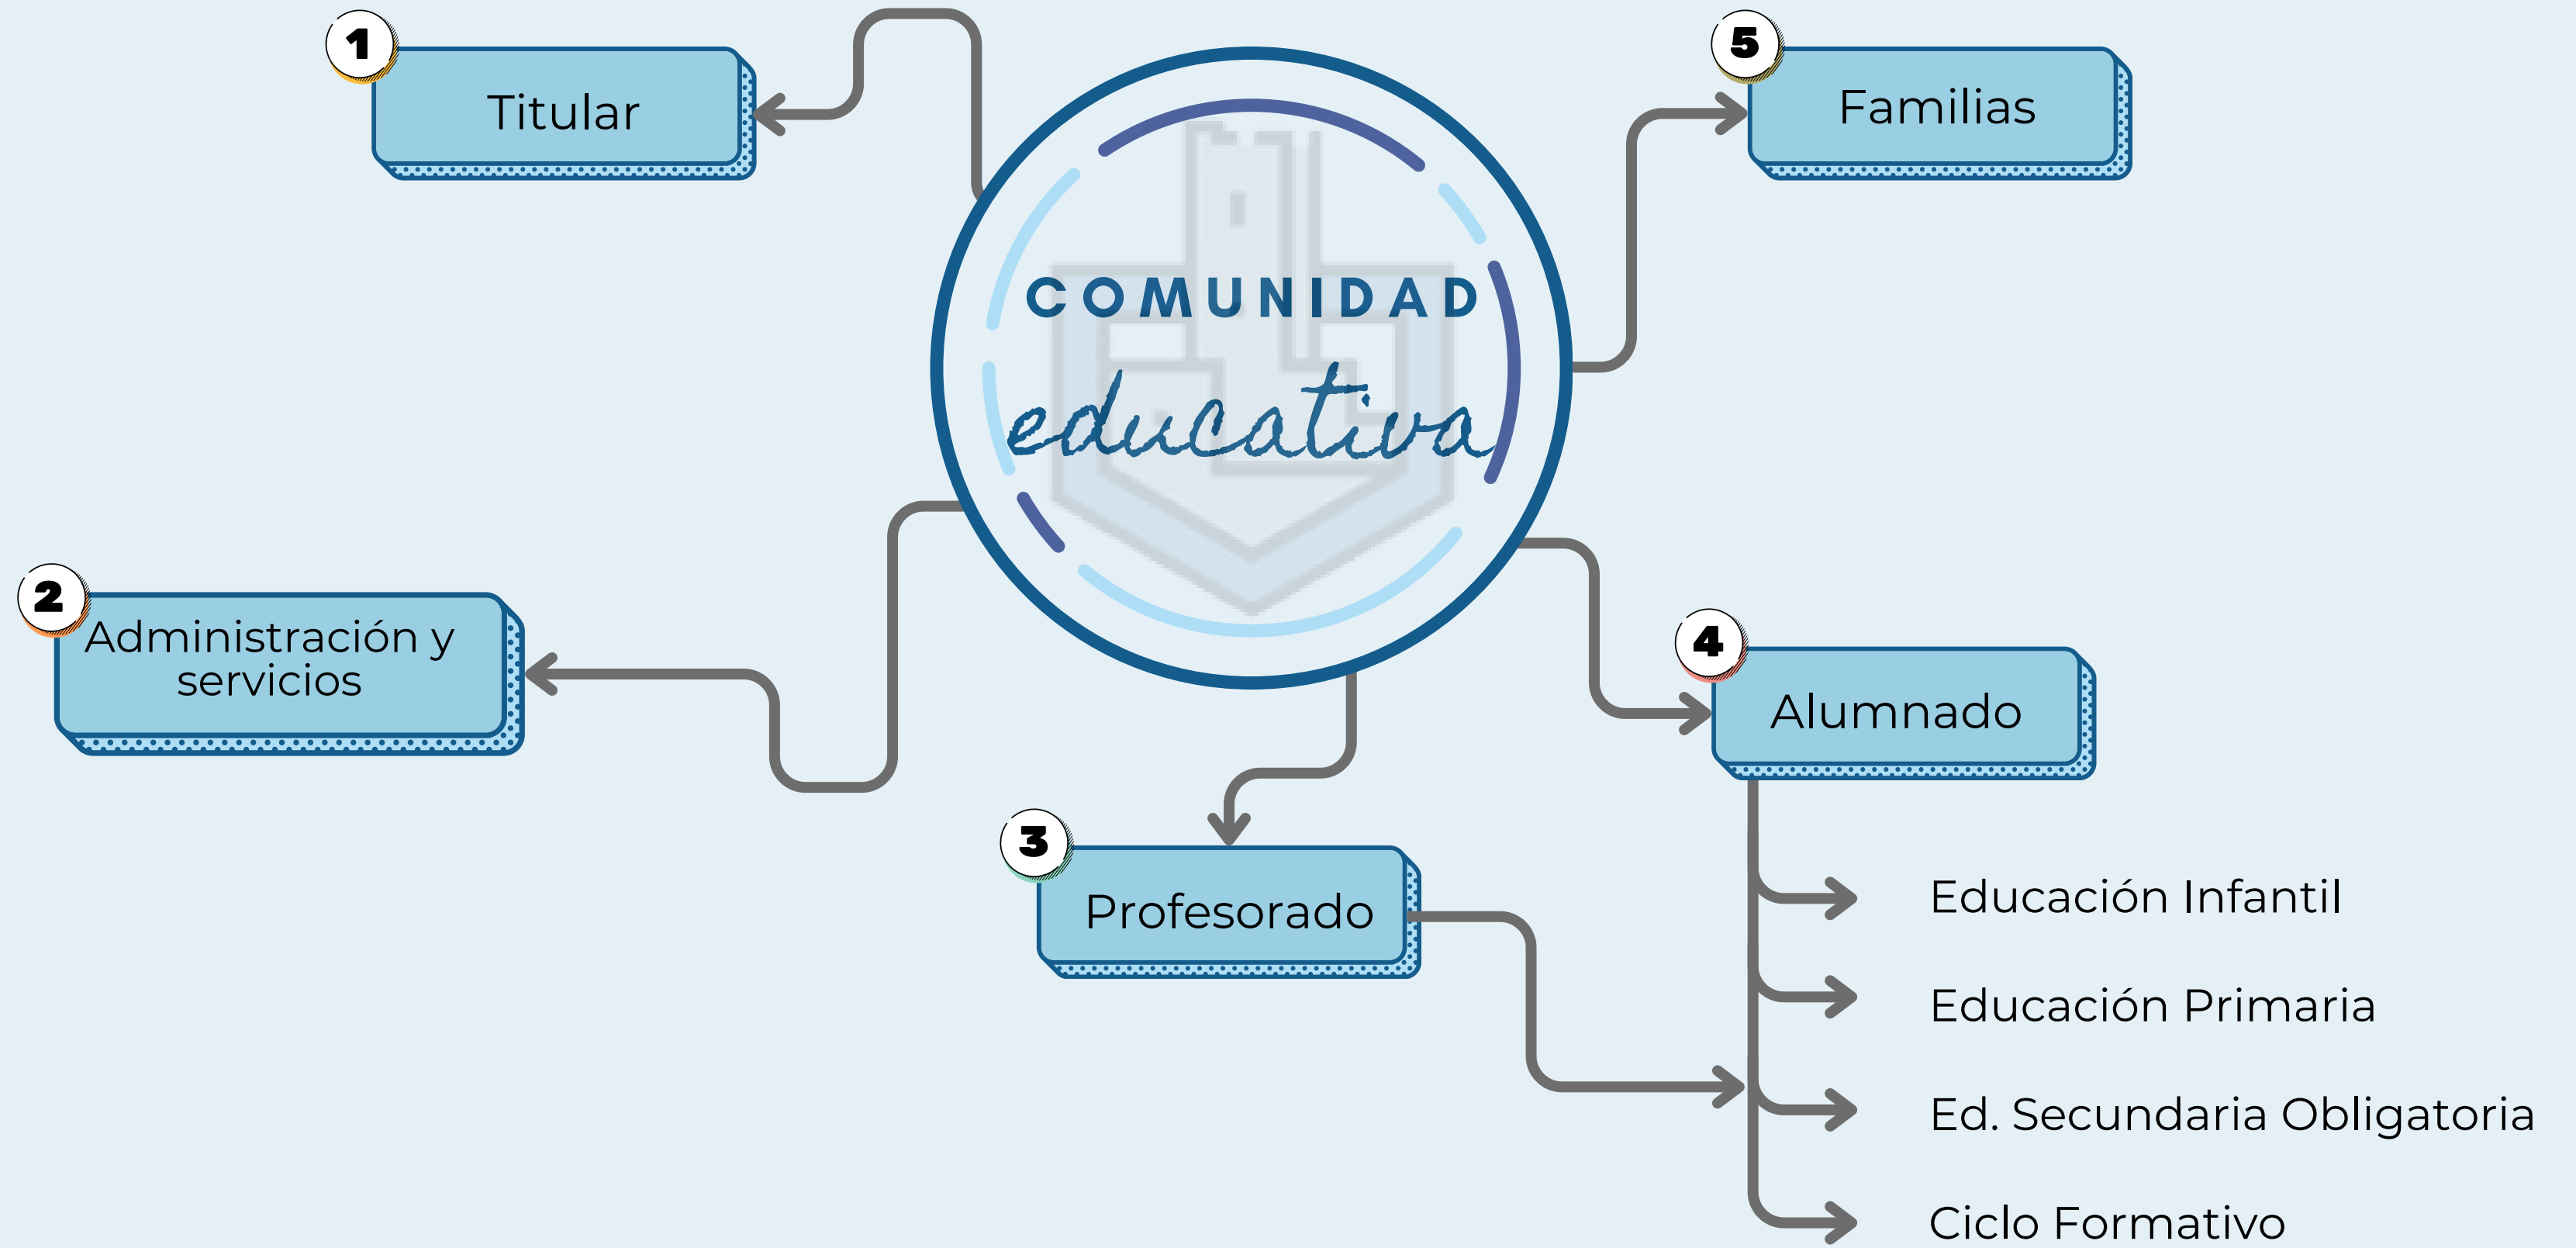 COMUNIDAD
educativa
1
Titular
2
Administración y
servicios
3
Profesorado
4
Alumnado
Educación Infantil
Educación Primaria
Ed. Secundaria Obligatoria
Ciclo Formativo
5
Familias